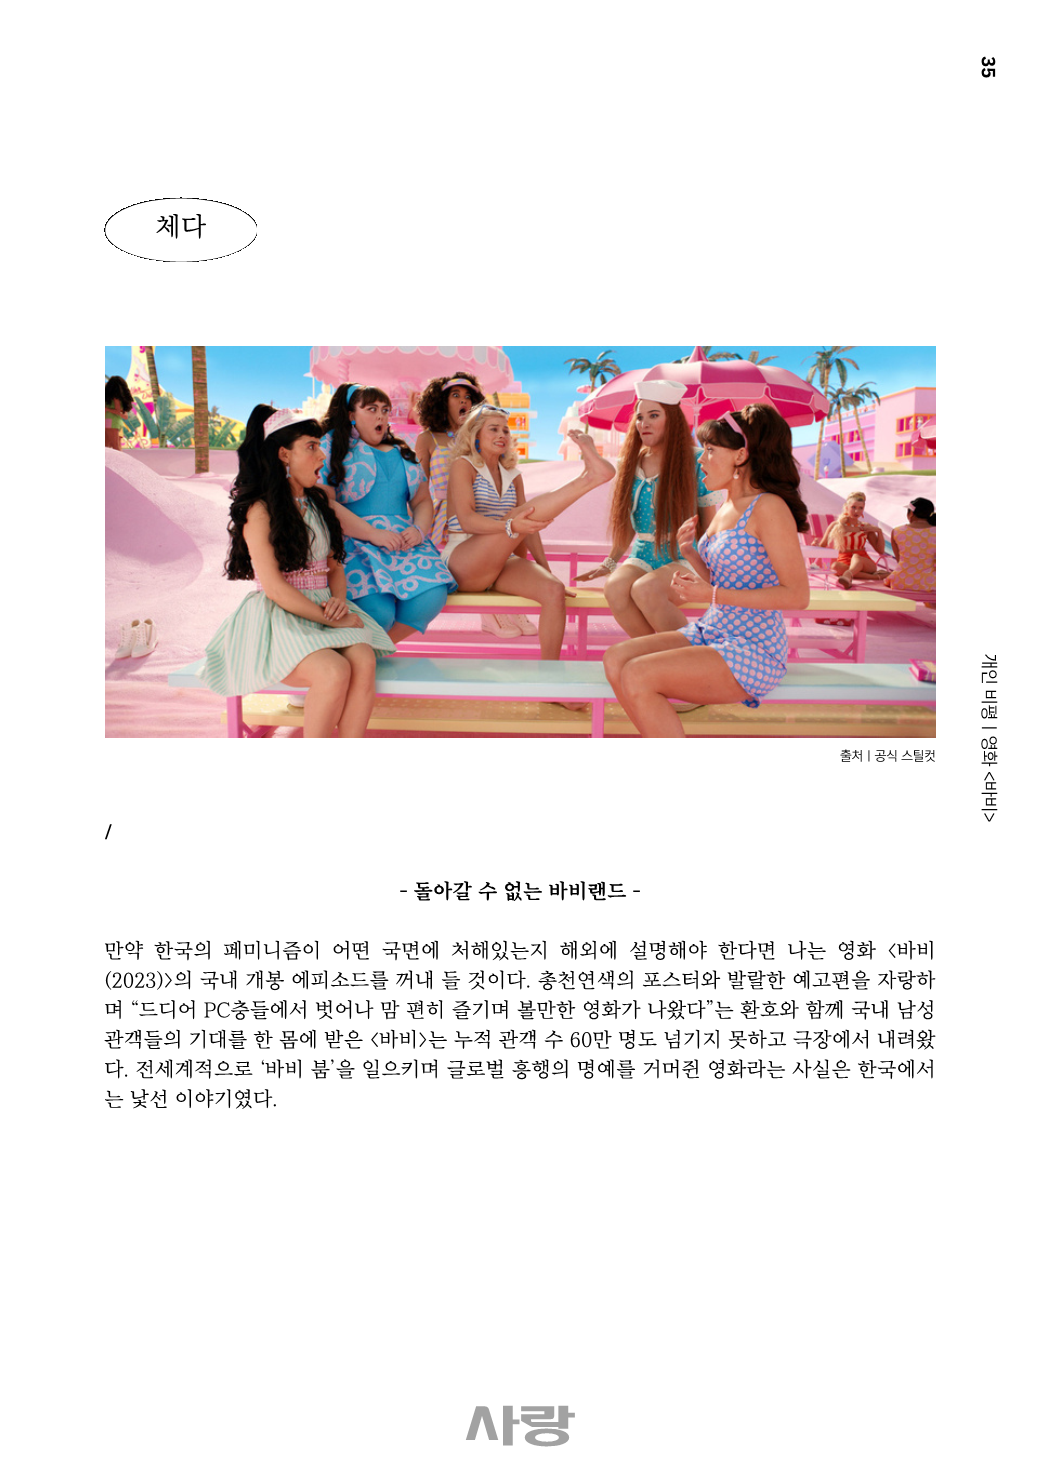 35
체다
출처 | 공식 스틸컷
개인 비평 | 영화 <바비>
/
- 돌아갈 수 없는 바비랜드 -
만약 한국의 페미니즘이 어떤 국면에 처해있는지 해외에 설명해야 한다면 나는 영화 〈바비
(2023)〉의 국내 개봉 에피소드를 꺼내 들 것이다. 총천연색의 포스터와 발랄한 예고편을 자랑하
며 “드디어 PC충들에서 벗어나 맘 편히 즐기며 볼만한 영화가 나왔다”는 환호와 함께 국내 남성
관객들의 기대를 한 몸에 받은 〈바비〉는 누적 관객 수 60만 명도 넘기지 못하고 극장에서 내려왔
다. 전세계적으로 ‘바비 붐’을 일으키며 글로벌 흥행의 명예를 거머쥔 영화라는 사실은 한국에서
는 낯선 이야기였다.
사랑